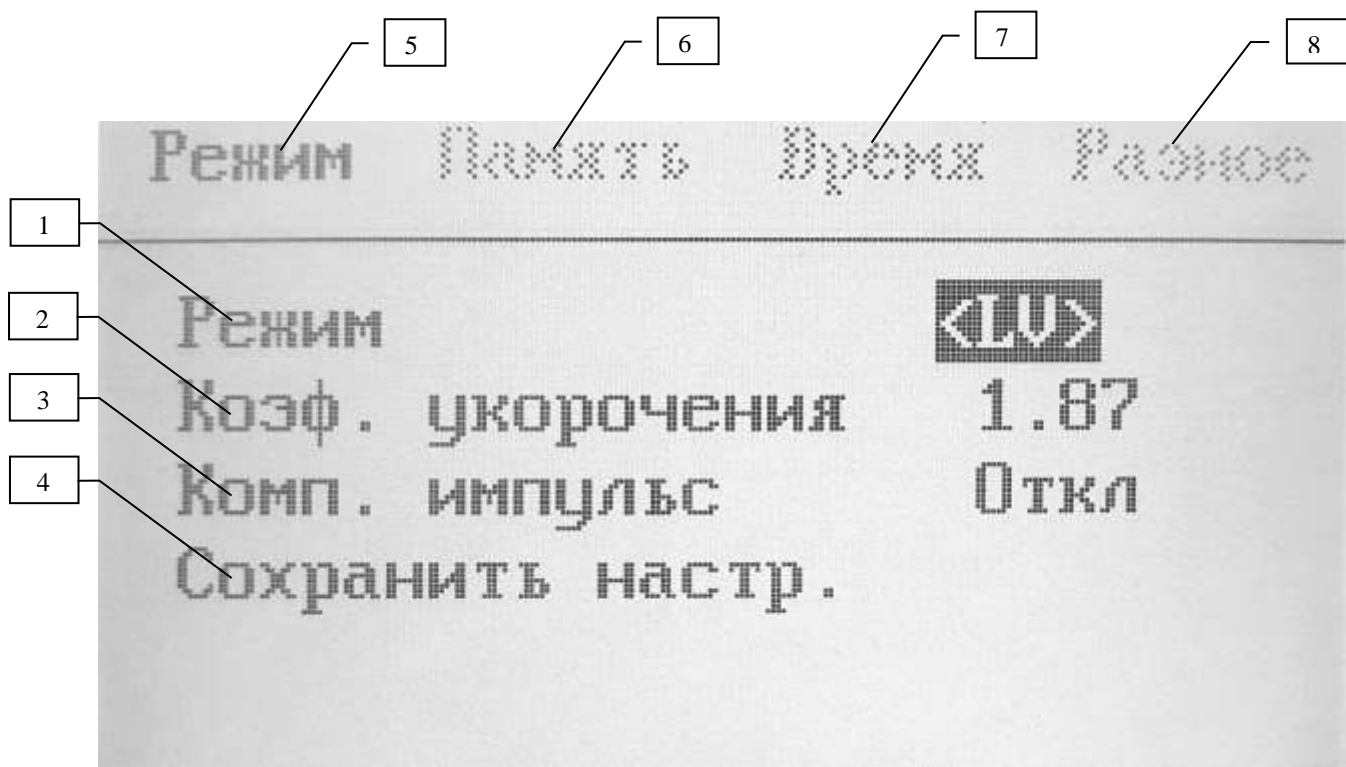 5 6 7 8
Режим Память Время Разное
1
Режим <LV>
2
Коэф. укорочения 1.87
3
Комп. импульс Откл
4
Сохранить настр.